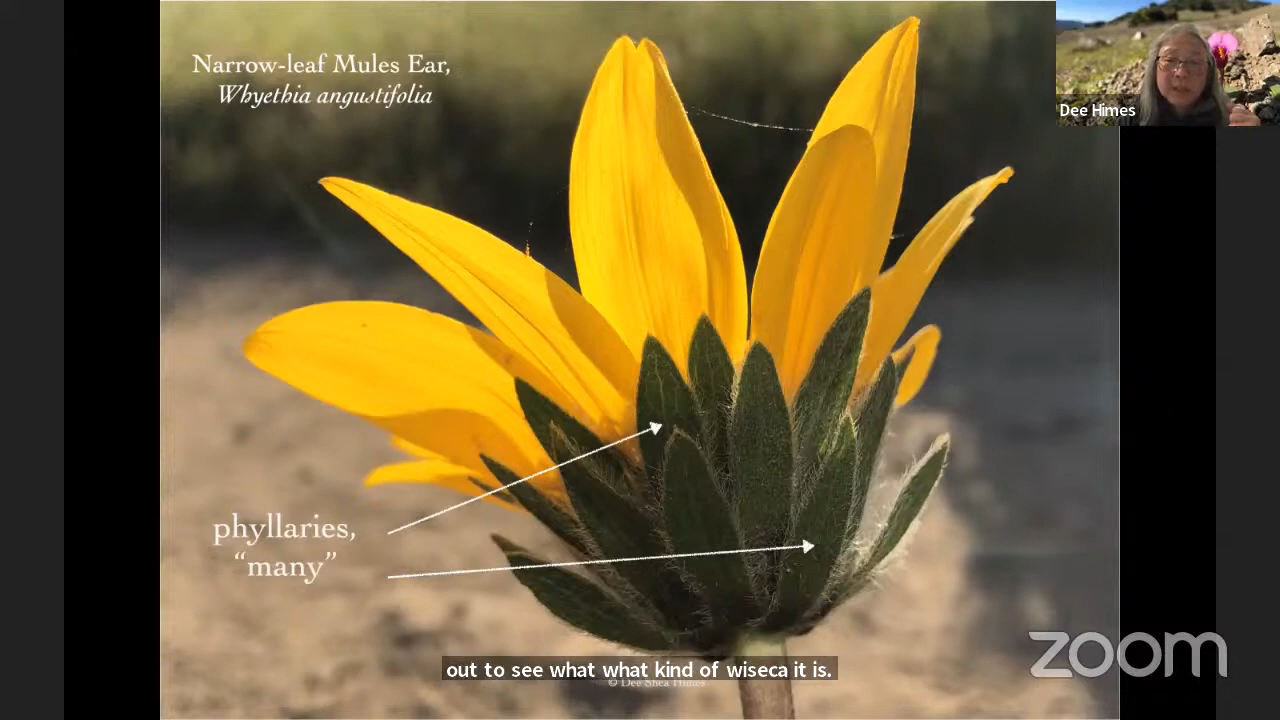 Narrow-leaf Mules Ear,
Whyethia angustifolia
Dee Himes
phyllaries,
“many”
out to see what what kind of wiseca it is.
© Dee Shea Himes
zoom